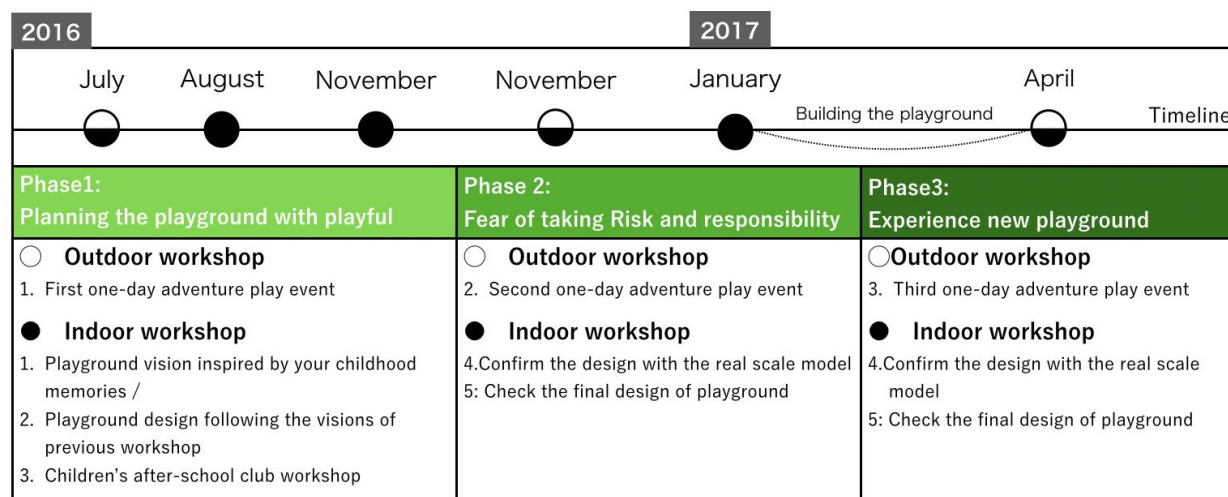 2016
2017
July
August
November
November
January
April
Building the playground
Timeline
Phase1:
Planning the playground with playful
Outdoor workshop
1. First one-day adventure play event
Indoor workshop
1. Playground vision inspired by your childhood
memories /
2. Playground design following the visions of
previous workshop
3. Children's after-school club workshop
Phase 2:
Fear of taking Risk and responsibility
Outdoor workshop
2. Second one-day adventure play event
Indoor workshop
4.Confirm the design with the real scale model
5: Check the final design of playground
Phase3:
Experience new playground
Outdoor workshop
3. Third one-day adventure play event
Indoor workshop
4.Confirm the design with the real scale
model
5: Check the final design of playground